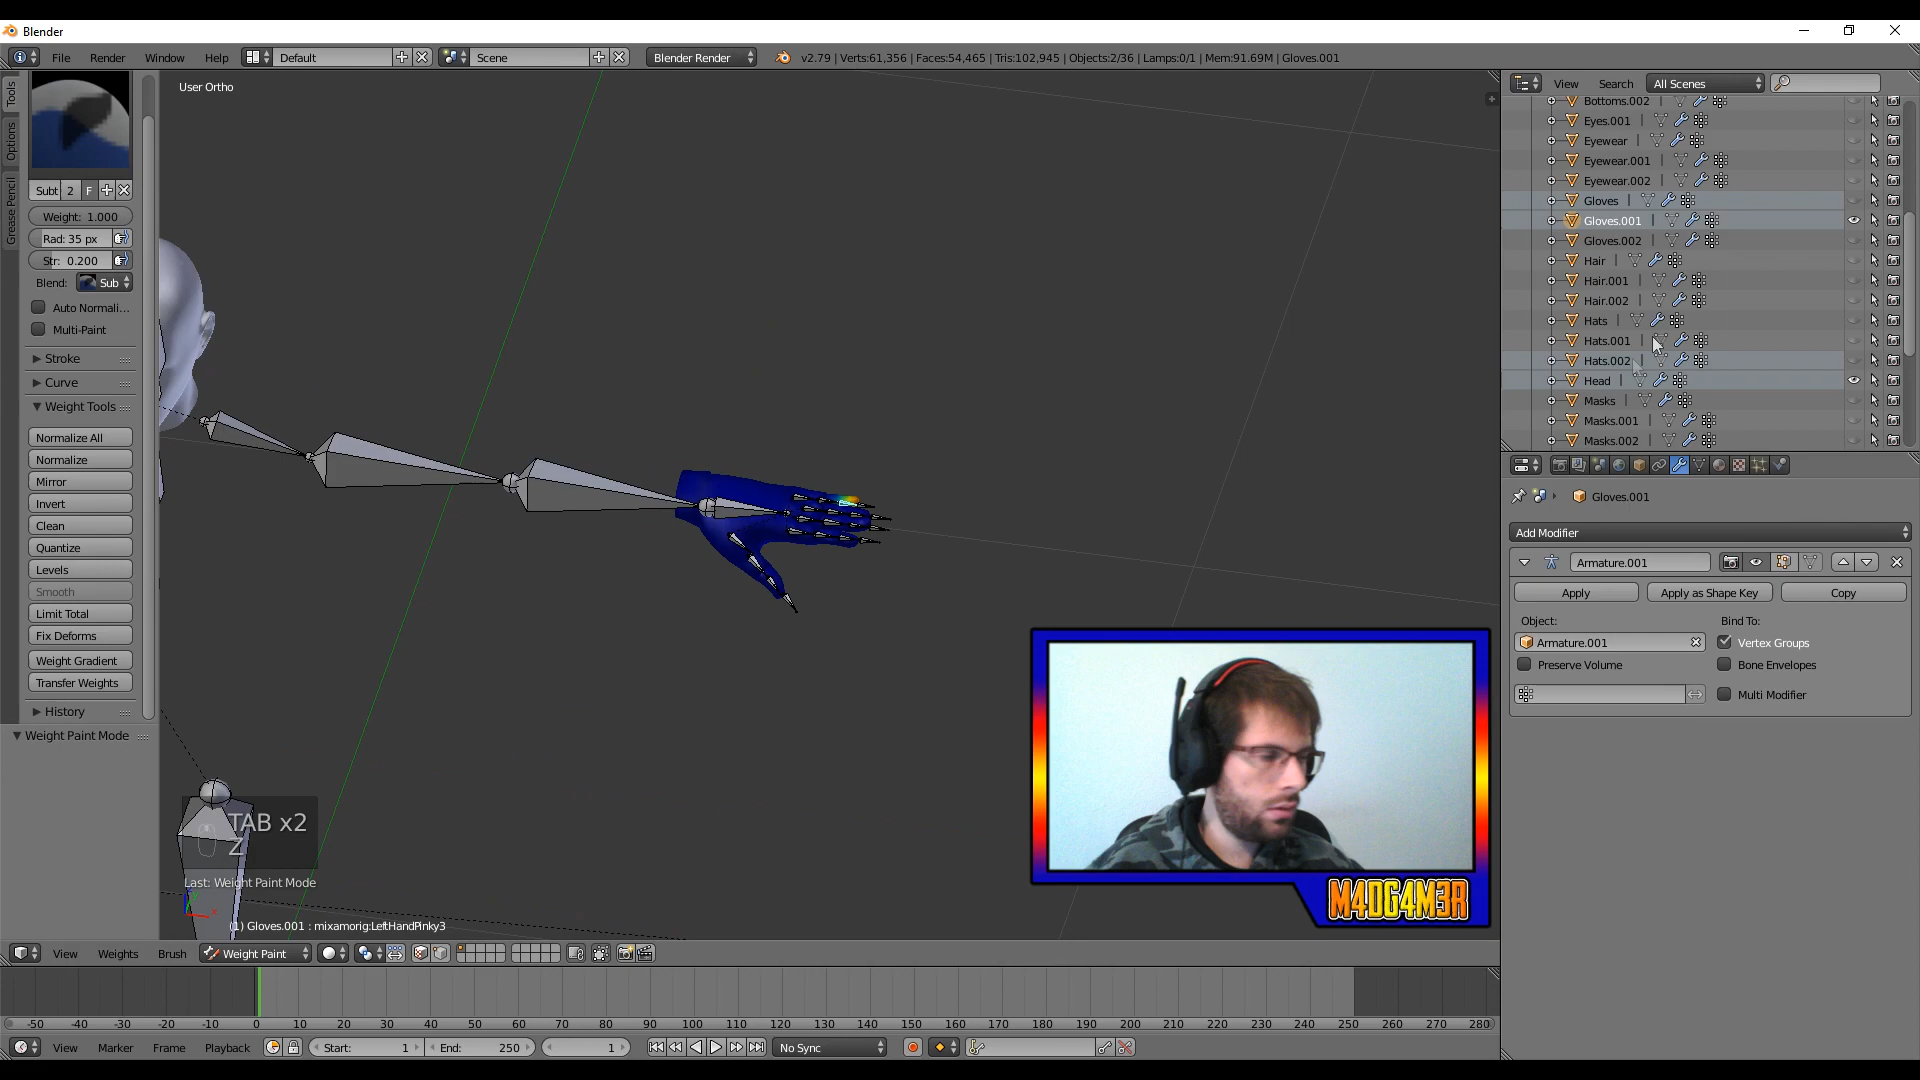 Blender
File Render Window Help Default Scene Blender Render v2.79 | Verts:61,356 | Faces:54,465 | Tris:102,945 | Objects:2/36 | Lamps:0/1 | Mem:91.69M | Gloves.001
User Ortho
Tools
Options
Grease Pencil
Subt 2 F
Weight: 1.000
Rad: 35 px
Str: 0.200
Blend: Sub
Auto Normali...
Multi-Paint
Stroke
Curve
Weight Tools
Normalize All
Normalize
Mirror
Invert
Clean
Quantize
Levels
Smooth
Limit Total
Fix Deforms
Weight Gradient
Transfer Weights
History
Weight Paint Mode
TAB x2
Z
Last: Weight Paint Mode
(1) Gloves.001 : mixamorig:LeftHandPinky3
View Weights Brush Weight Paint
-50 -40 -30 -20 -10 0 10 20 30 40 50 60 70 80 90 100 110 120 130 140 150 160 170 180 190 200 210 220 230 240 250 260 270 280
View Marker Frame Playback Start: 1 End: 250 1 No Sync
View Search All Scenes
Bottoms.002
Eyes.001
Eyewear
Eyewear.001
Eyewear.002
Gloves
Gloves.001
Gloves.002
Hair
Hair.001
Hair.002
Hats
Hats.001
Hats.002
Head
Masks
Masks.001
Masks.002
Gloves.001
Add Modifier
Armature.001
Apply Apply as Shape Key Copy
Object: Bind To:
Armature.001 Vertex Groups
Preserve Volume Bone Envelopes
Multi Modifier
M4DG4M3R